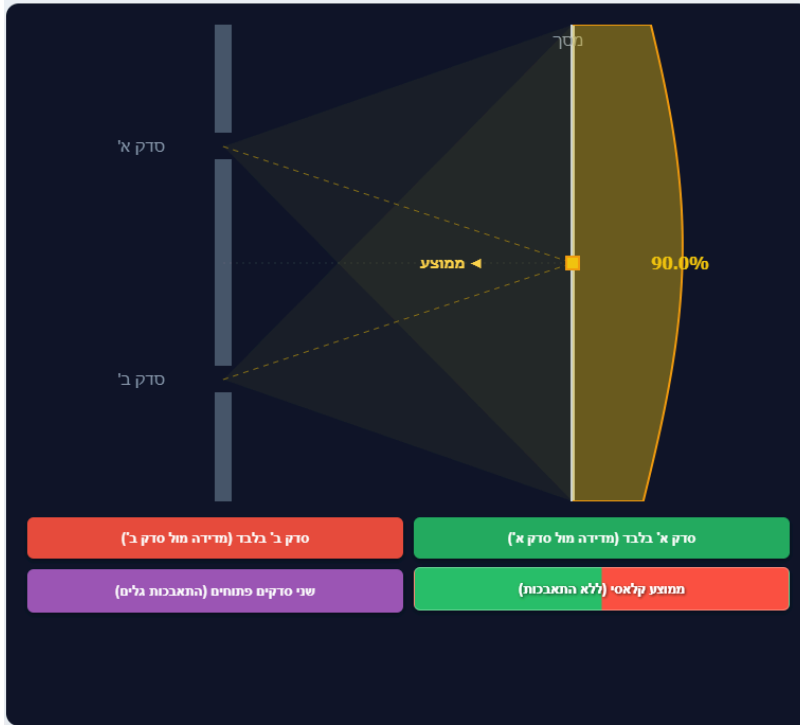 מסך
סדק א'
◄ ממוצע
90.0%
סדק ב'
סדק א' בלבד (מדידה מול סדק א')
סדק ב' בלבד (מדידה מול סדק ב')
ממוצע קלאסי (ללא התאבכות)
שני סדקים פתוחים (התאבכות גלים)